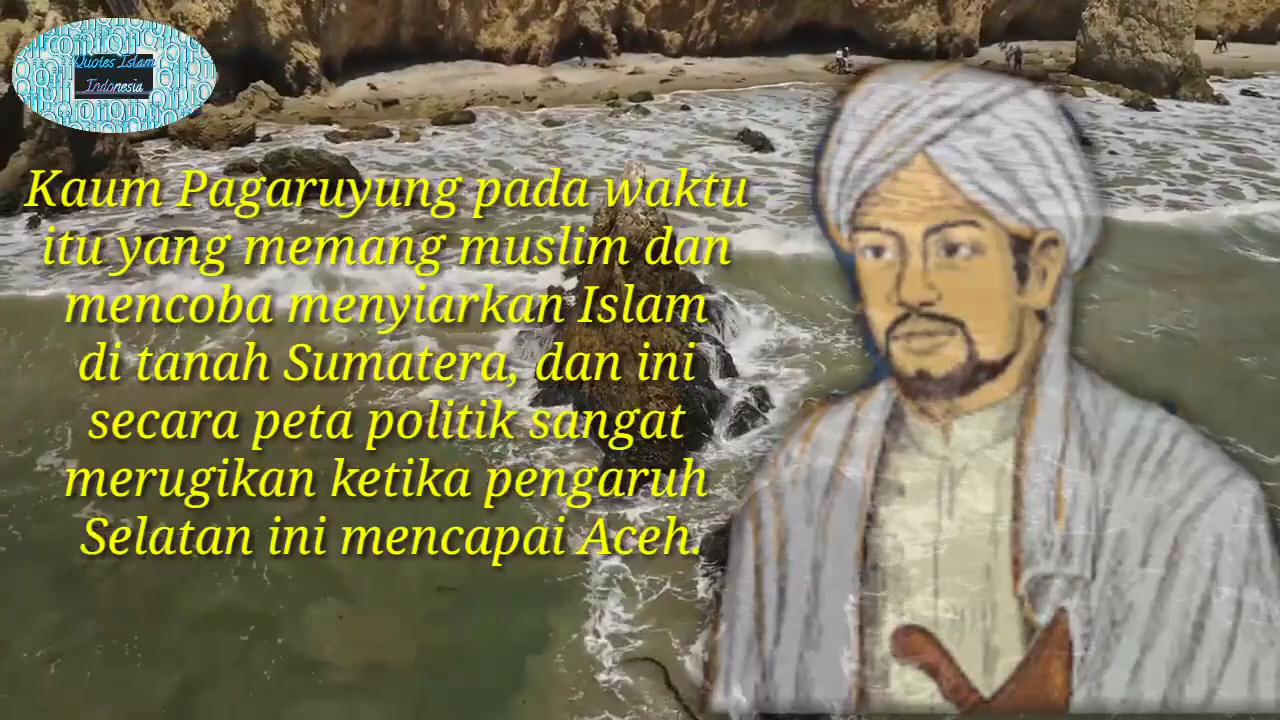 Quotes Islam
Indonesia
Kaum Pagaruyung pada waktu
itu yang memang muslim dan
mencoba menyiarkan Islam
di tanah Sumatera, dan ini
secara peta politik sangat
merugikan ketika pengaruh
Selatan ini mencapai Aceh.